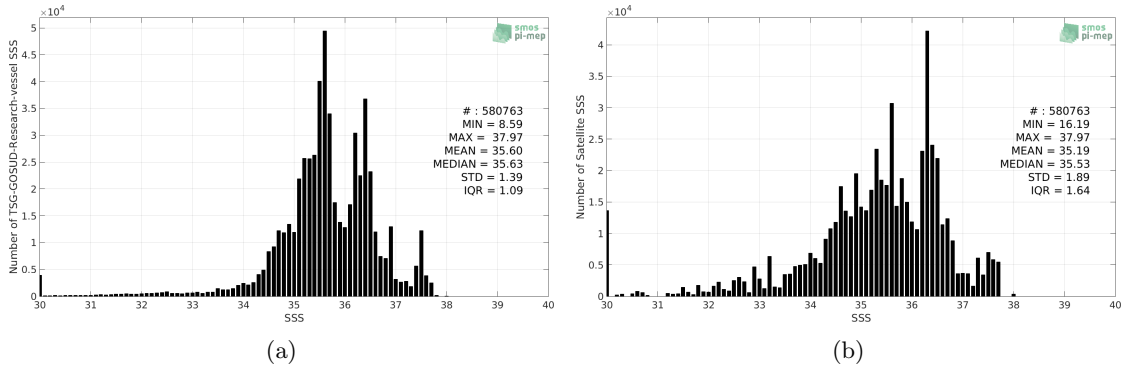 ×10⁴
5
4.5
4
3.5
3
2.5
2
1.5
1
0.5
0
30 31 32 33 34 35 36 37 38 39 40
SSS
Number of TSG-GOSUD-Research-vessel SSS
smos
pi-mep
# : 580763
MIN = 8.59
MAX = 37.97
MEAN = 35.60
MEDIAN = 35.63
STD = 1.39
IQR = 1.09
(a)
×10⁴
4
3.5
3
2.5
2
1.5
1
0.5
0
30 31 32 33 34 35 36 37 38 39 40
SSS
Number of Satellite SSS
smos
pi-mep
# : 580763
MIN = 16.19
MAX = 37.97
MEAN = 35.19
MEDIAN = 35.53
STD = 1.89
IQR = 1.64
(b)